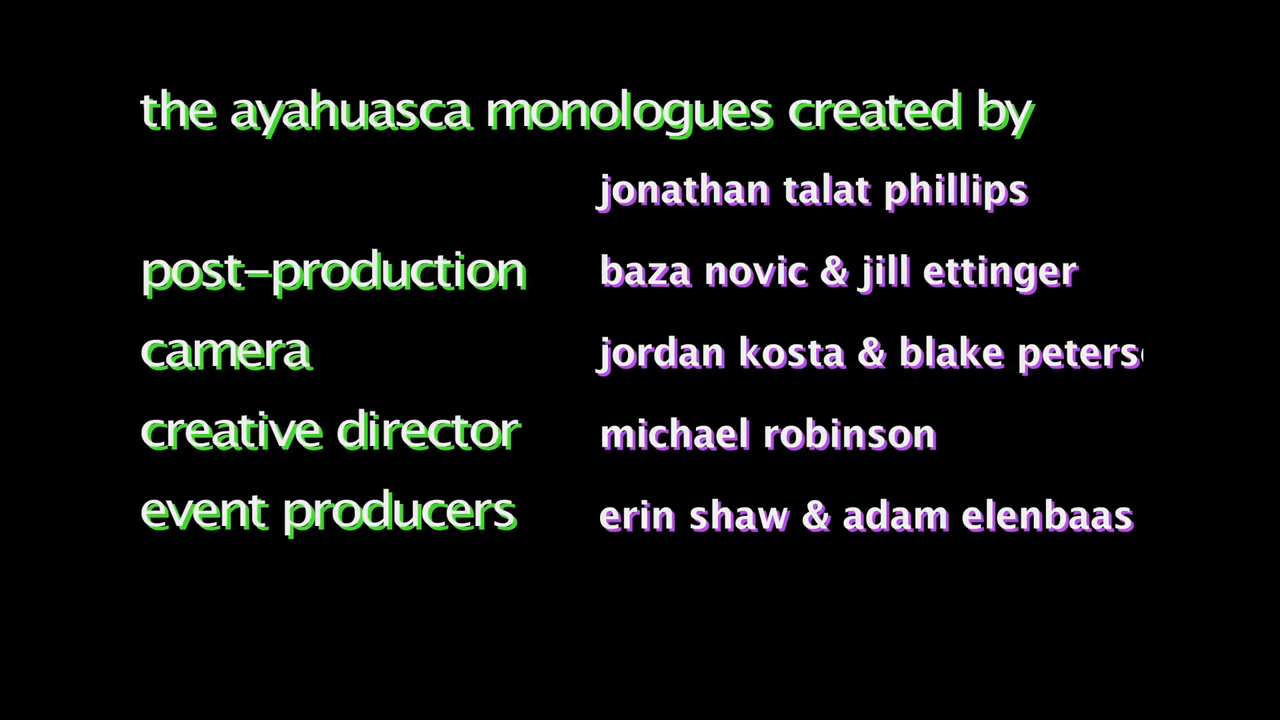 the ayahuasca monologues created by
jonathan talat phillips
post-production baza novic & jill ettinger
camera jordan kosta & blake
creative director michael robinson
event producers erin shaw & adam elenbaas